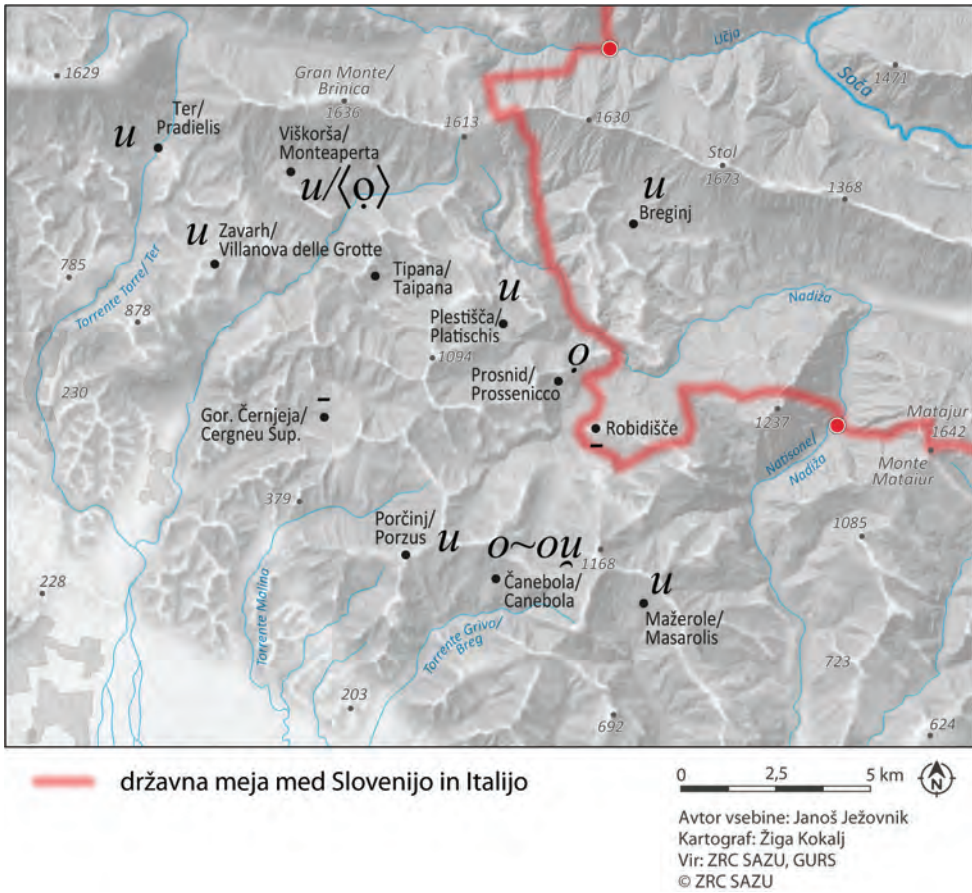 Učja
1629
Gran Monte/
Brinica
1636
1613
1630
1471
Soča
Ter/
Pradielis
u
Viškorša/
Monteaperta
u/⟨ọ⟩
Stol
1673
1368
u
Breginj
u
Zavarh/
Villanova delle Grotte
785
Torrente Torre/Ter
878
Tipana/
Taipana
u
Plestišča/
Platischis
Nadiža
1094
ọ
Prosnid/
Prossenicco
230
–
Gor. Černjeja/
Cergneu Sup.
Robidišče
–
1237
Matajur
1642
Monte
Matajur
Natisone/
Nadiža
379
Porčinj/
Porzus
u
o~ou̯
Čanebola/
Canebola
1168
1085
228
Torrente Malina
u
Mažerole/
Masarolis
Torrente Grivo/
Breg
723
203
692
624
državna meja med Slovenijo in Italijo
0 2,5 5 km
N
Avtor vsebine: Janoš Ježovnik
Kartograf: Žiga Kokalj
Vir: ZRC SAZU, GURS
© ZRC SAZU